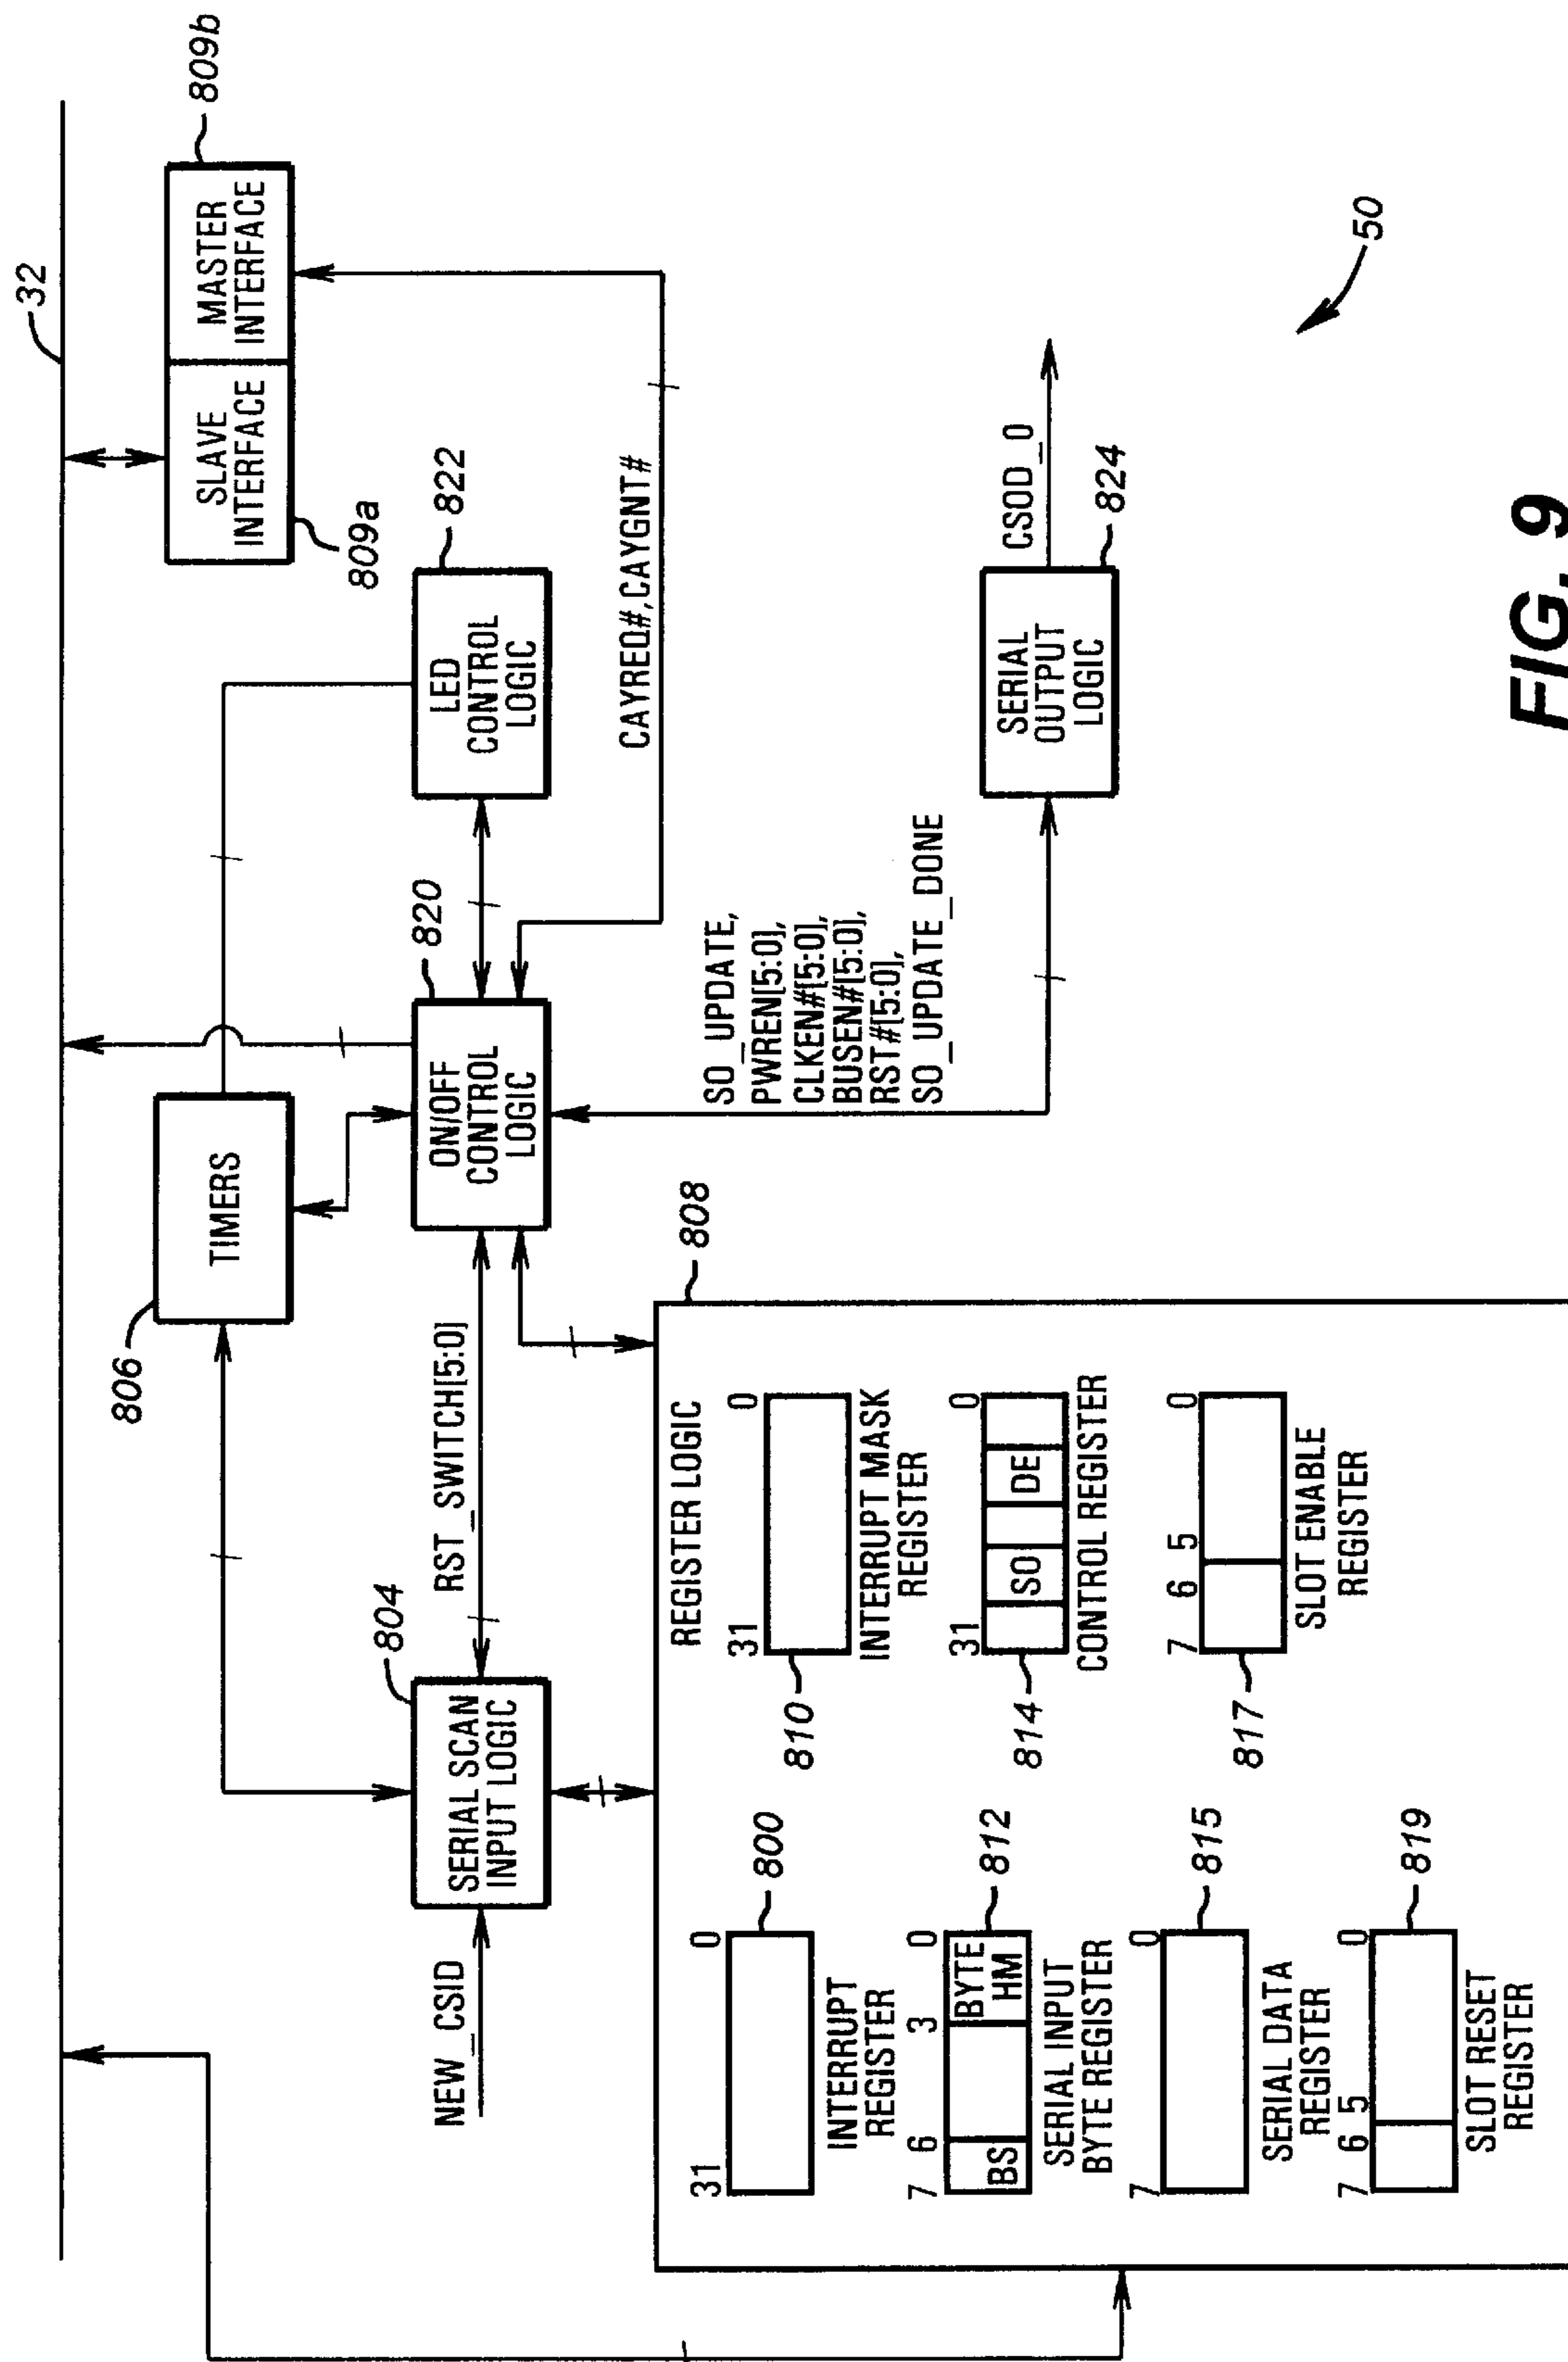 32
SLAVE
INTERFACE
MASTER
INTERFACE
809a
809b
806
TIMERS
LED
CONTROL
LOGIC
822
820
ON/OFF
CONTROL
LOGIC
CAYREQ#,CAYGNT#
804
SERIAL SCAN
INPUT LOGIC
NEW_CSID
RST_SWITCH[5:0]
SO_UPDATE,
PWREN[5:0],
CLKEN#[5:0],
BUSEN#[5:0],
RST#[5:0],
SO_UPDATE_DONE
SERIAL
OUTPUT
LOGIC
CSOD_O
824
808
REGISTER LOGIC
31 0
800
INTERRUPT
REGISTER
31 0
810
INTERRUPT MASK
REGISTER
7 6 3 0
BS BYTE
HM
812
SERIAL INPUT
BYTE REGISTER
31 0
SO DE
814
CONTROL REGISTER
7 0
815
SERIAL DATA
REGISTER
7 6 5 0
817
SLOT ENABLE
REGISTER
7 6 5 0
819
SLOT RESET
REGISTER
50
FIG. 9